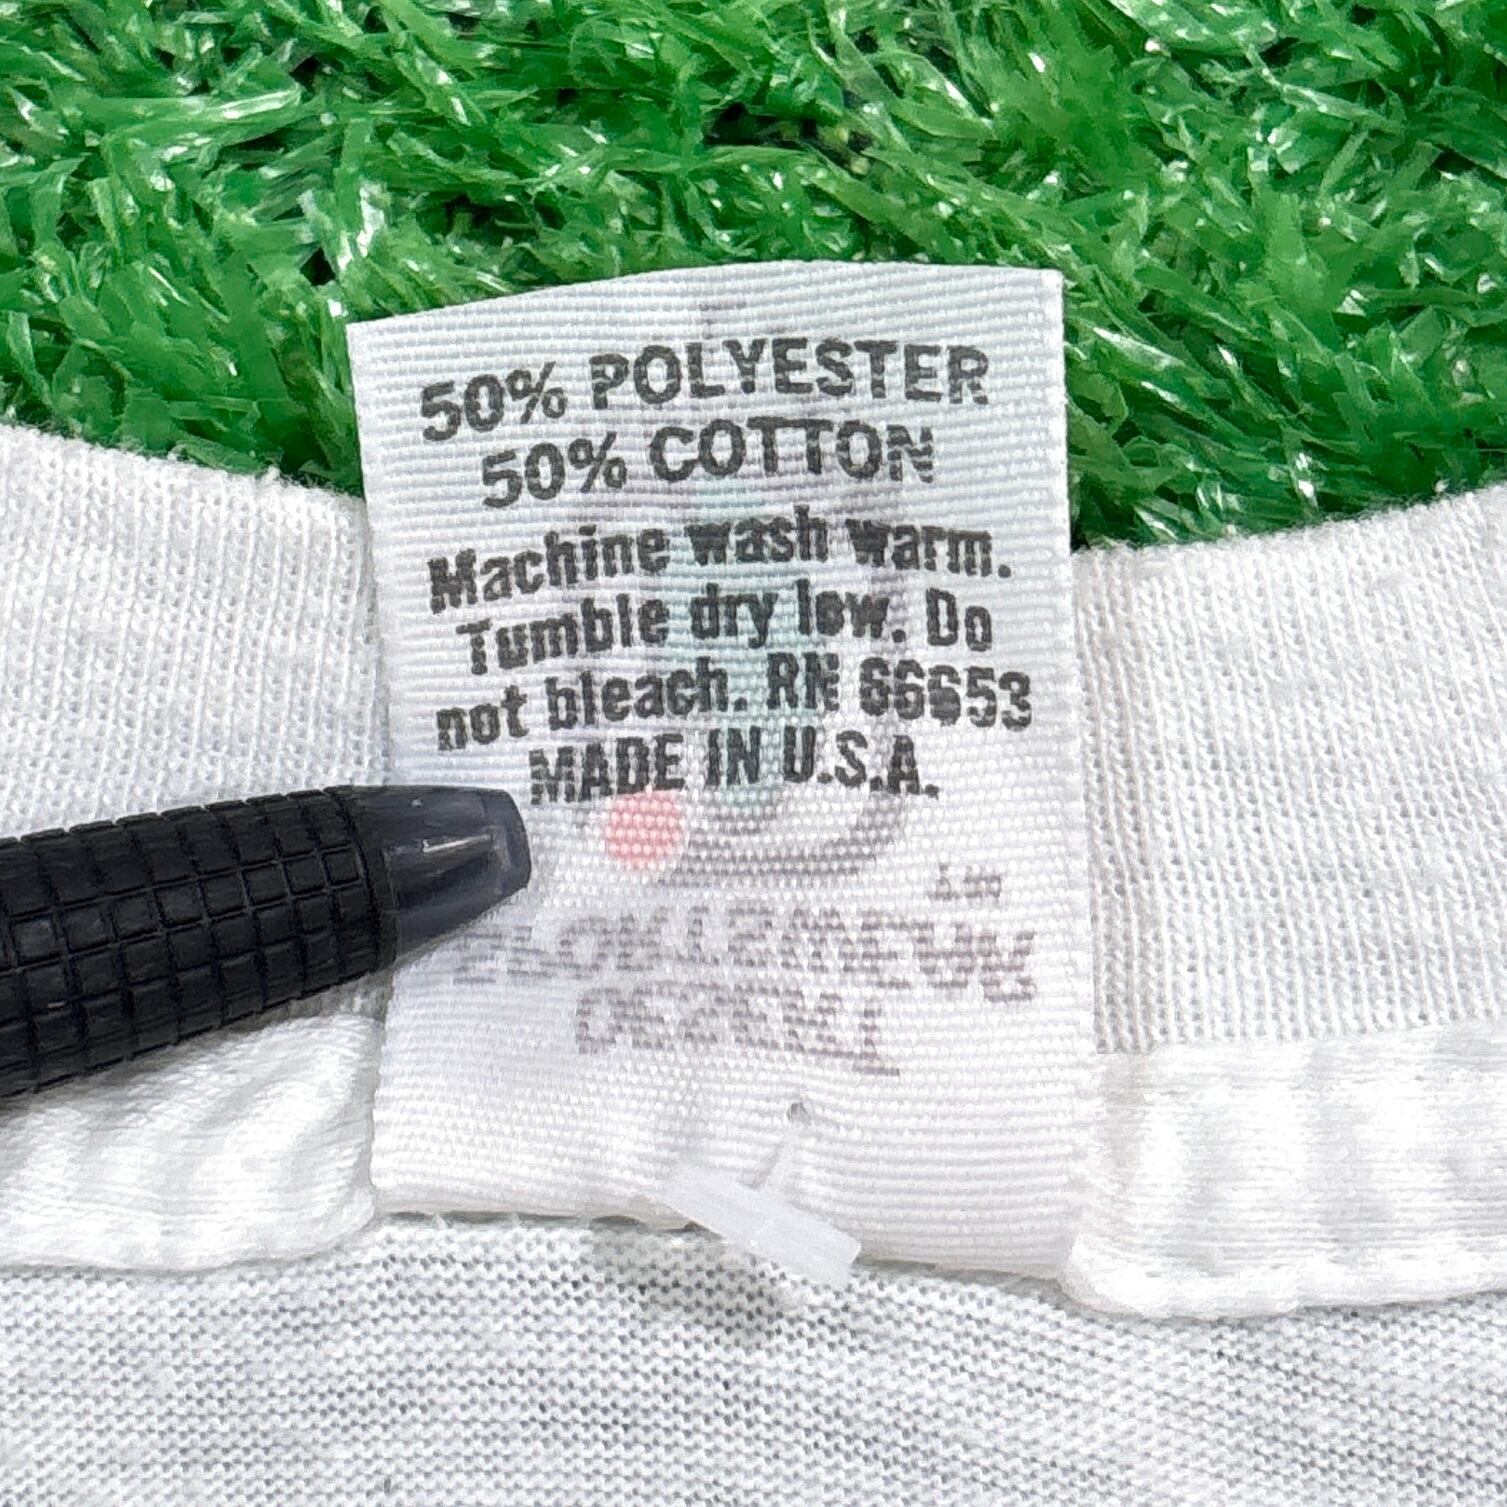 50% POLYESTER
50% COTTON
Machine wash warm.
Tumble dry low. Do
not bleach. RN 66653
MADE IN U.S.A.